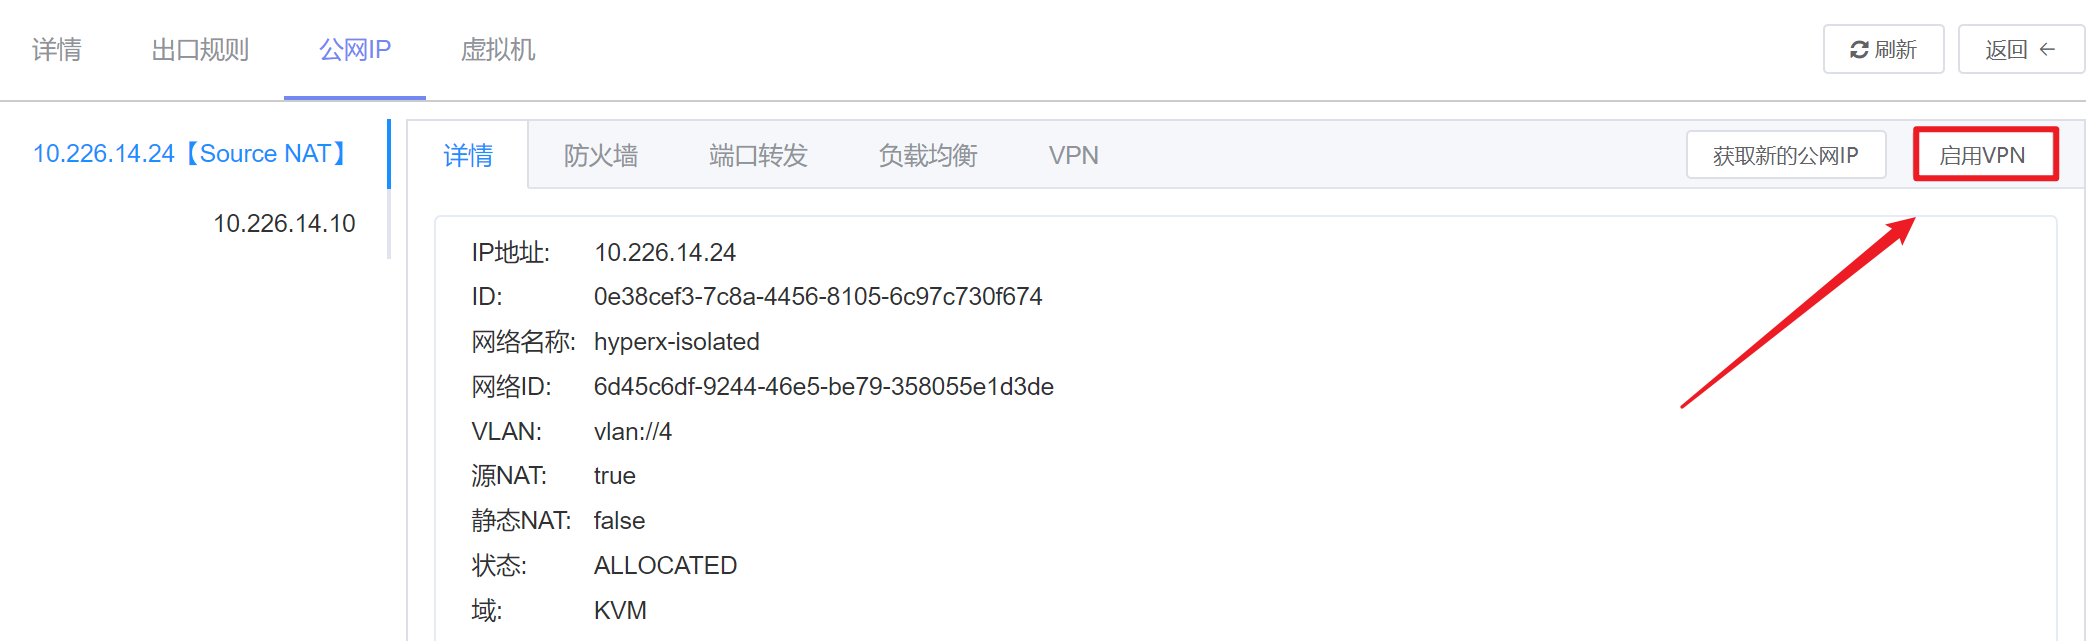 详情 出口规则 公网IP 虚拟机 刷新 返回 ←
10.226.14.24【Source NAT】
10.226.14.10
详情 防火墙 端口转发 负载均衡 VPN 获取新的公网IP 启用VPN
IP地址: 10.226.14.24
ID: 0e38cef3-7c8a-4456-8105-6c97c730f674
网络名称: hyperx-isolated
网络ID: 6d45c6df-9244-46e5-be79-358055e1d3de
VLAN: vlan://4
源NAT: true
静态NAT: false
状态: ALLOCATED
域: KVM